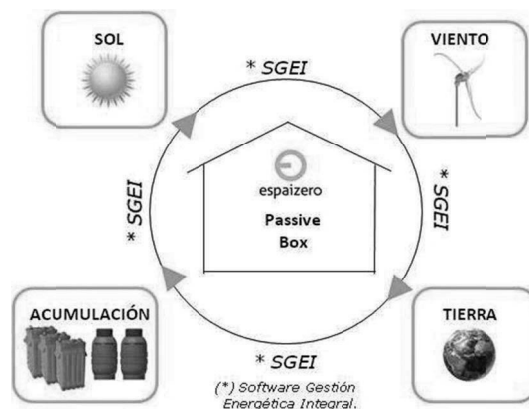 SOL
VIENTO
* SGEI
* SGEI
* SGEI
espaizero
Passive
Box
ACUMULACIÓN
TIERRA
* SGEI
(*) Software Gestión
Energética Integral.